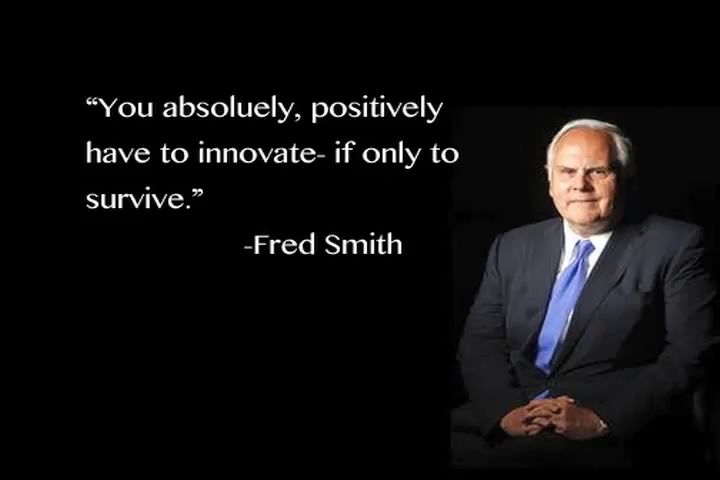 “You absoluely, positively
have to innovate- if only to
survive.”
-Fred Smith